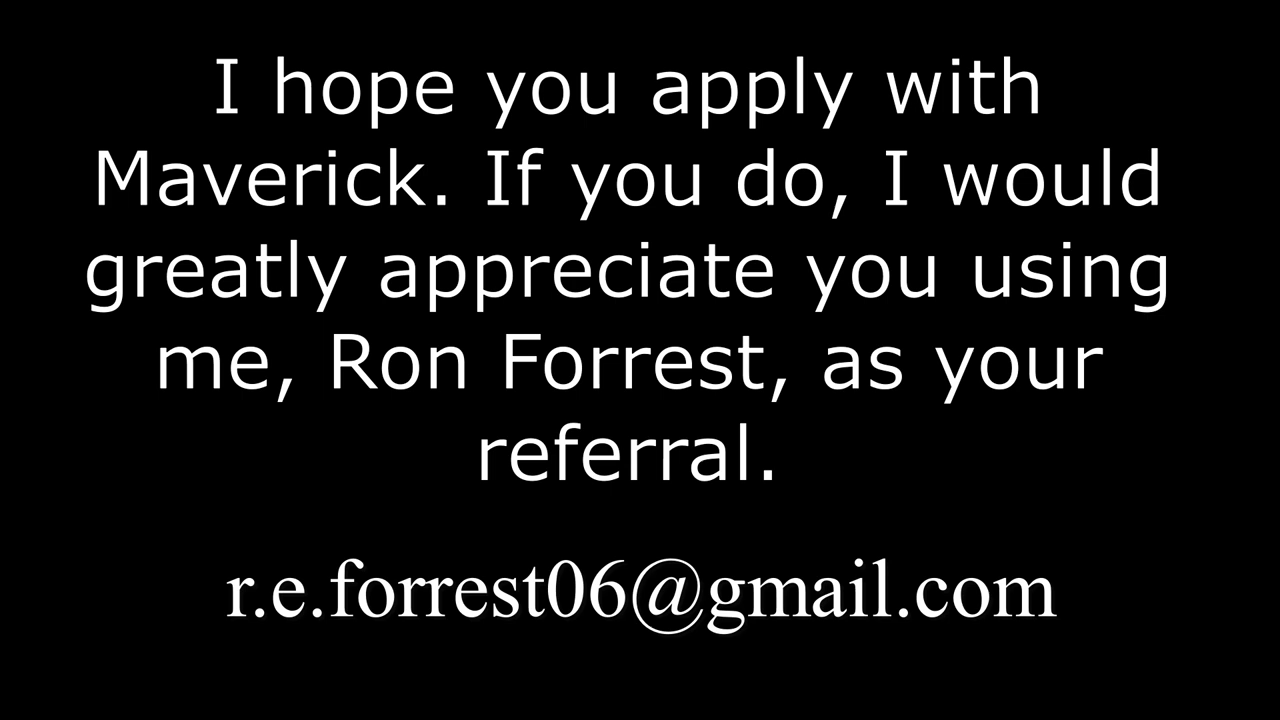 I hope you apply with
Maverick. If you do, I would
greatly appreciate you using
me, Ron Forrest, as your
referral.
r.e.forrest06@gmail.com